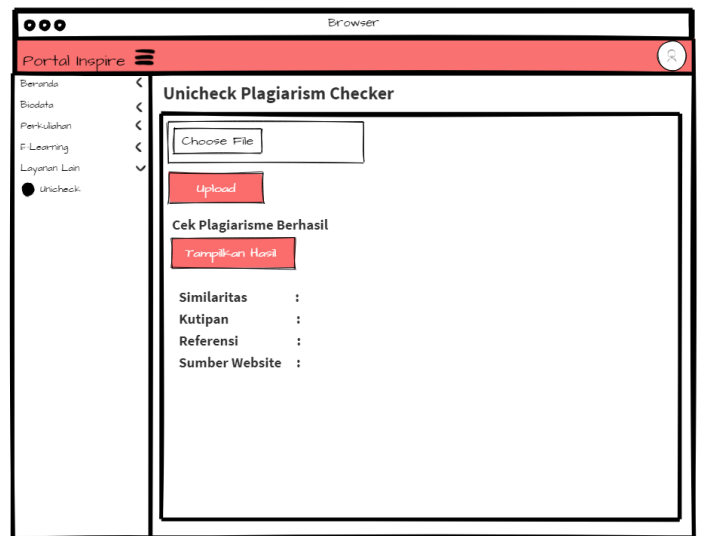 Browser
Portal Inspire
Beranda
Biodata
Perkuliahan
E-Learning
Layanan Lain
Unicheck
Unicheck Plagiarism Checker
Choose File
Upload
Cek Plagiarisme Berhasil
Tampilkan Hasil
Similaritas :
Kutipan :
Referensi :
Sumber Website :